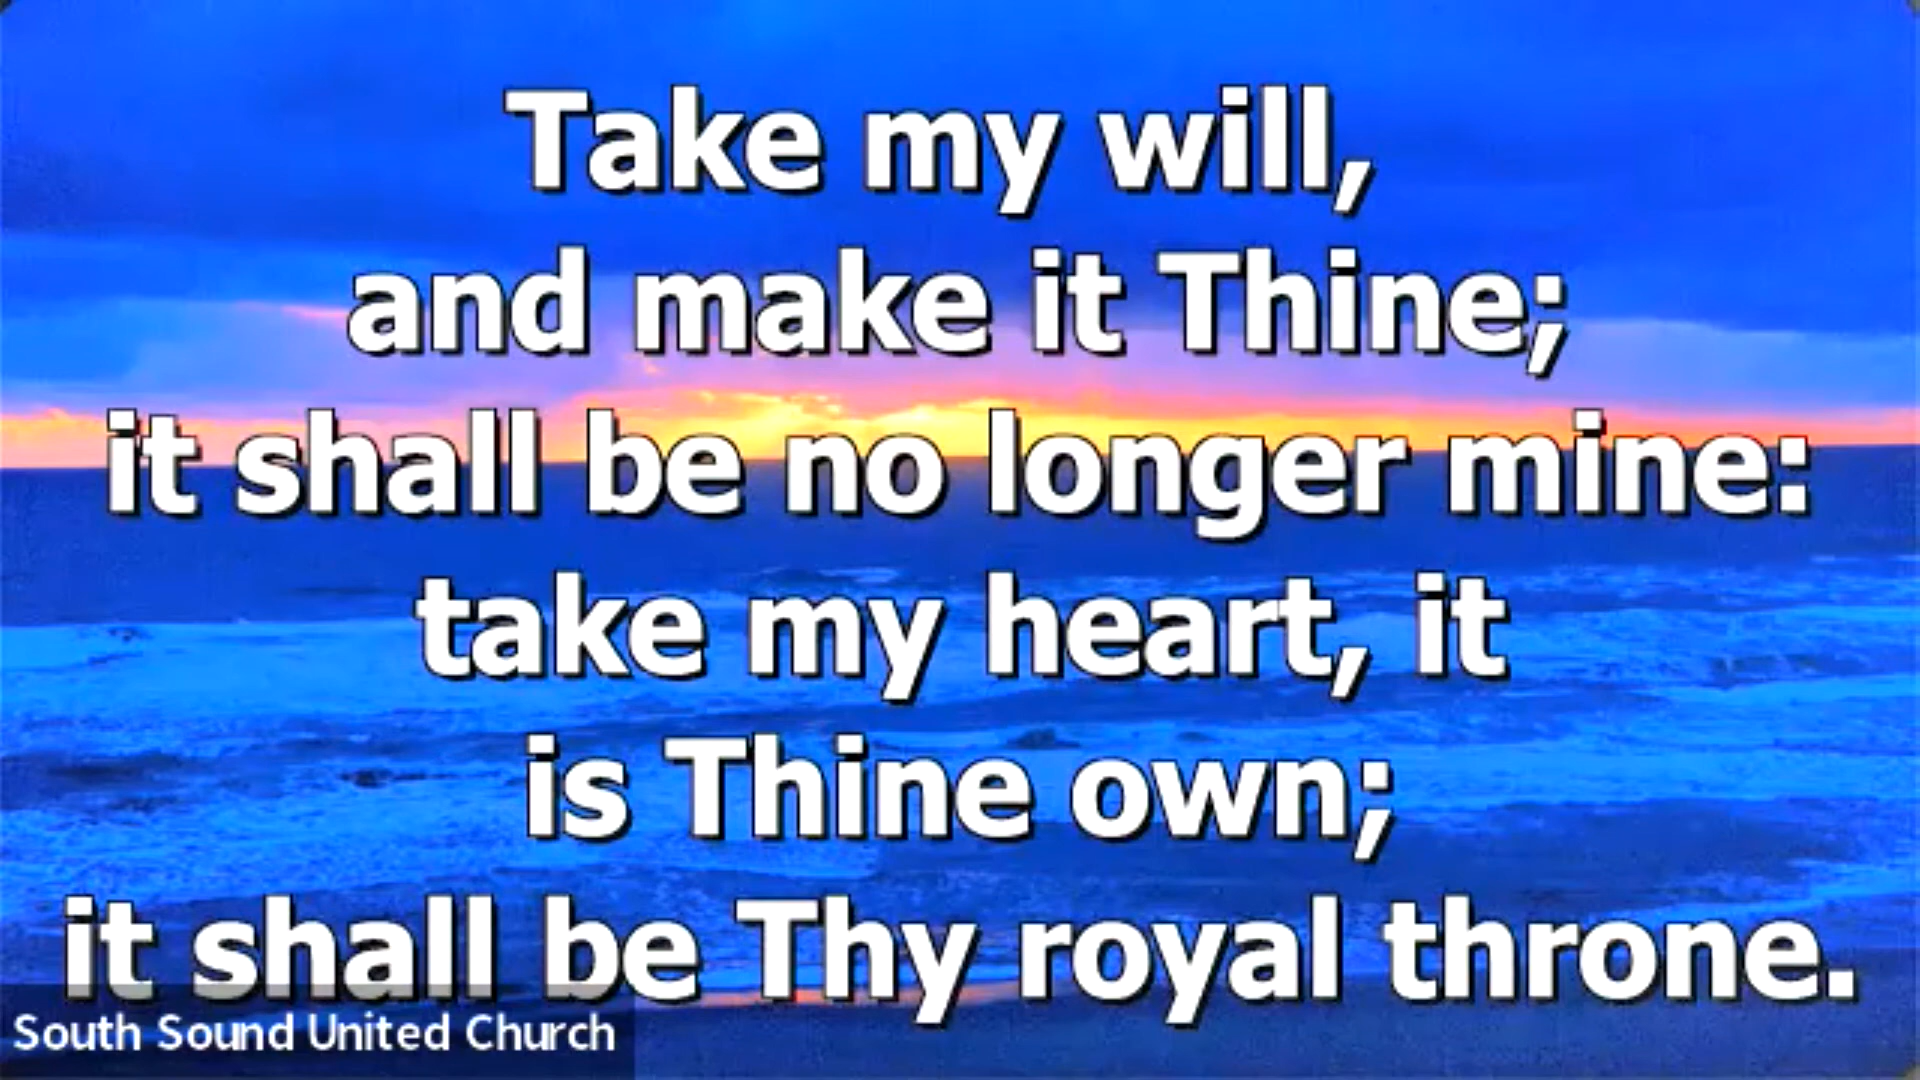 Take my will,
and make it Thine;
it shall be no longer mine:
take my heart, it
is Thine own;
it shall be Thy royal throne.
South Sound United Church